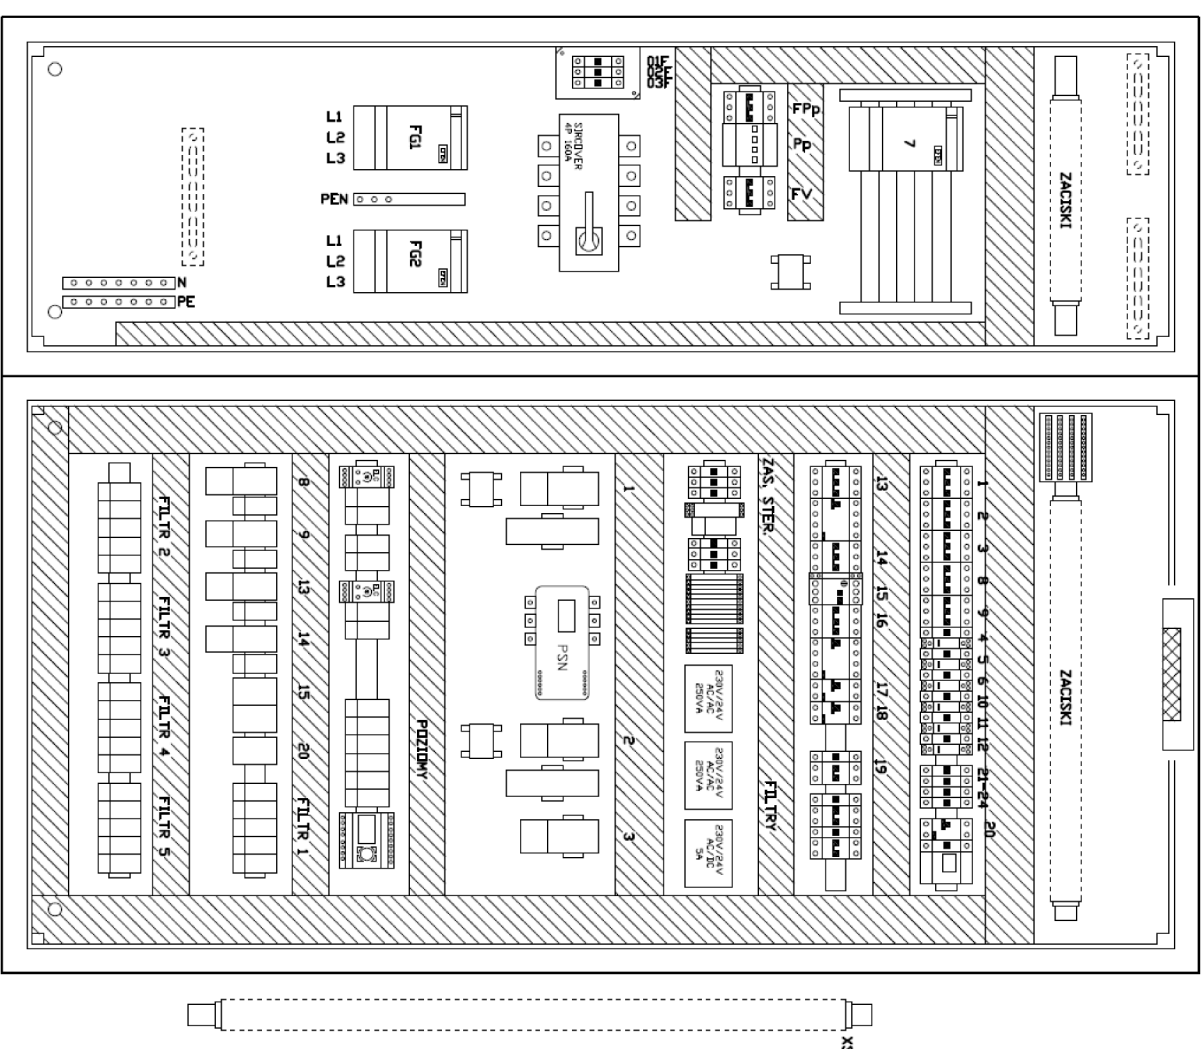 01F
02F
03F
SIRCOVER
4P 160A
L1
L2
L3
FG1
PEN
L1
L2
L3
FG2
N
PE
FPp
Pp
FV
7
ZACISKI
FILTR 2
FILTR 3
FILTR 4
FILTR 5
8
9
13
14
15
20
FILTR 1
POZIOMY
1
PSN
2
3
ZAS. STER.
230V/24V
AC/AC
250VA
230V/24V
AC/AC
250VA
230V/24V
AC/DC
5A
FILTRY
13
14
15
16
17
18
19
1
2
3
8
9
4
5
6
10
11
12
21-24
20
ZACISKI